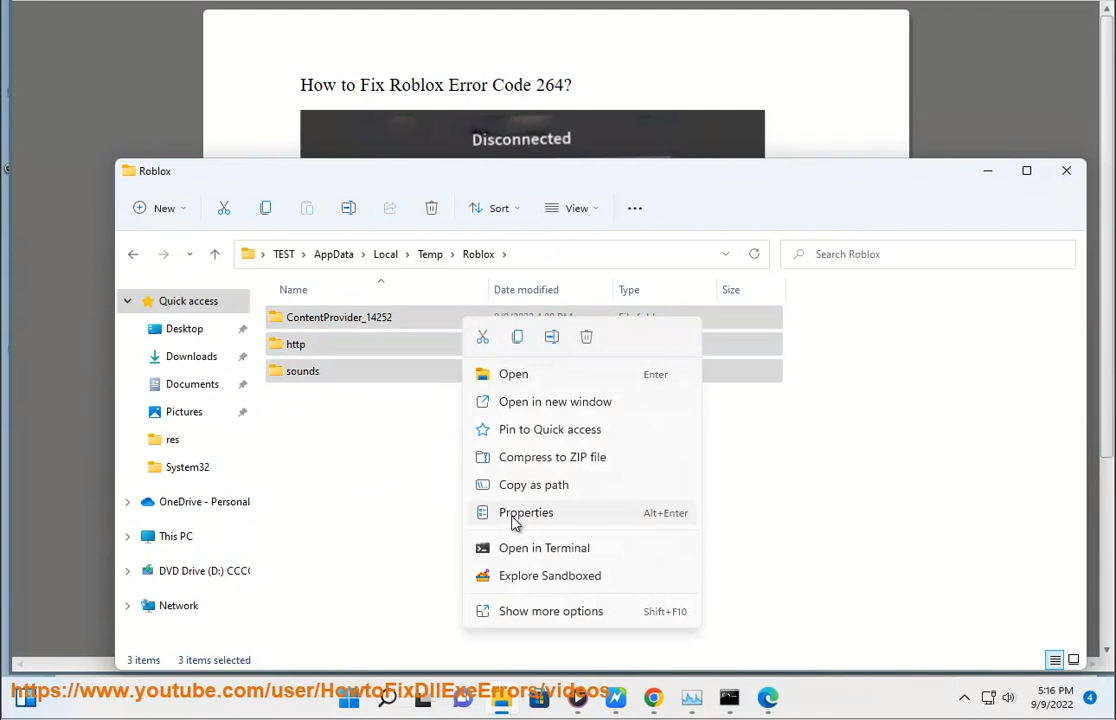 How to Fix Roblox Error Code 264?
Disconnected
Roblox
New
Sort
View
TEST > AppData > Local > Temp > Roblox >
Search Roblox
Name
Date modified
Type
Size
Quick access
Desktop
Downloads
Documents
Pictures
res
System32
OneDrive - Personal
This PC
DVD Drive (D:) CCCC
Network
ContentProvider_14252
http
sounds
Open Enter
Open in new window
Pin to Quick access
Compress to ZIP file
Copy as path
Properties Alt+Enter
Open in Terminal
Explore Sandboxed
Show more options Shift+F10
3 items 3 items selected
https://www.youtube.com/user/HowtoFixDllExeErrors/videos
5:16 PM
9/9/2022
4